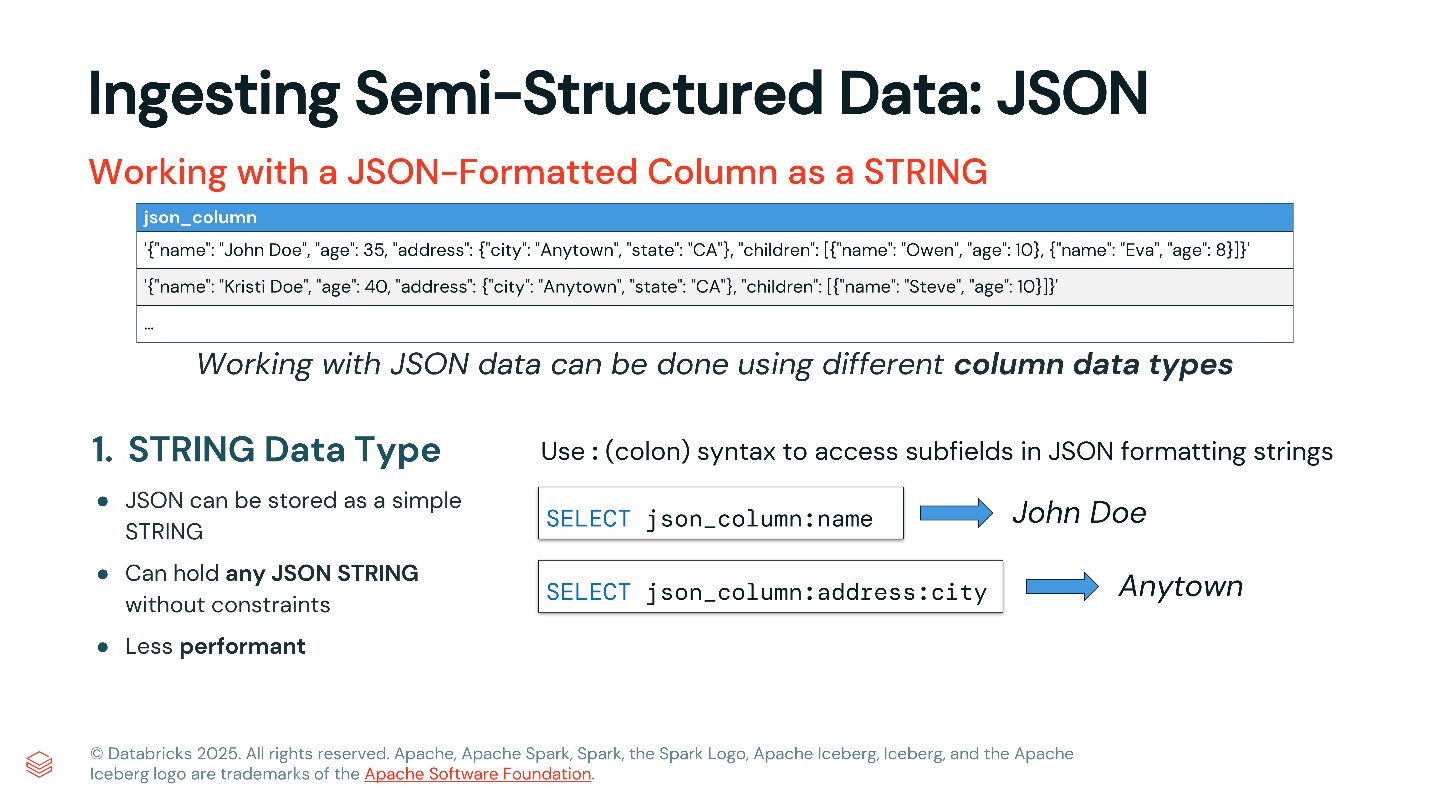 Ingesting Semi-Structured Data: JSON
Working with a JSON-Formatted Column as a STRING
json_column
'{"name": "John Doe", "age": 35, "address": {"city": "Anytown", "state": "CA"}, "children": [{"name": "Owen", "age": 10}, {"name": "Eva", "age": 8}]}'
'{"name": "Kristi Doe", "age": 40, "address": {"city": "Anytown", "state": "CA"}, "children": [{"name": "Steve", "age": 10}]}'
...
Working with JSON data can be done using different column data types
1. STRING Data Type
● JSON can be stored as a simple
STRING
● Can hold any JSON STRING
without constraints
● Less performant
Use : (colon) syntax to access subfields in JSON formatting strings
SELECT json_column:name
John Doe
SELECT json_column:address:city
Anytown
© Databricks 2025. All rights reserved. Apache, Apache Spark, Spark, the Spark Logo, Apache Iceberg, Iceberg, and the Apache
Iceberg logo are trademarks of the Apache Software Foundation.